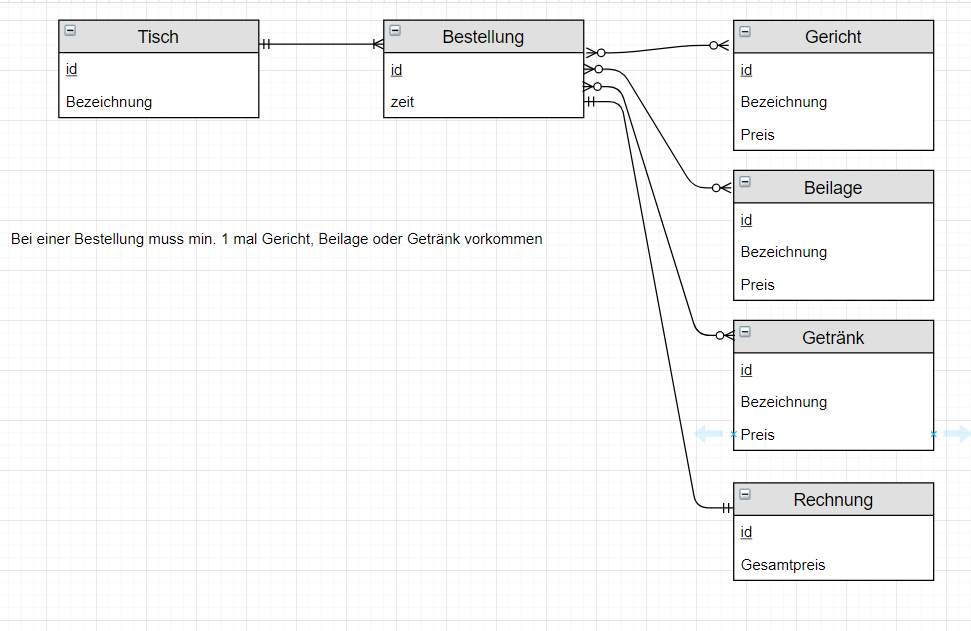 Tisch
id
Bezeichnung
Bestellung
id
zeit
Gericht
id
Bezeichnung
Preis
Beilage
id
Bezeichnung
Preis
Bei einer Bestellung muss min. 1 mal Gericht, Beilage oder Getränk vorkommen
Getränk
id
Bezeichnung
Preis
Rechnung
id
Gesamtpreis